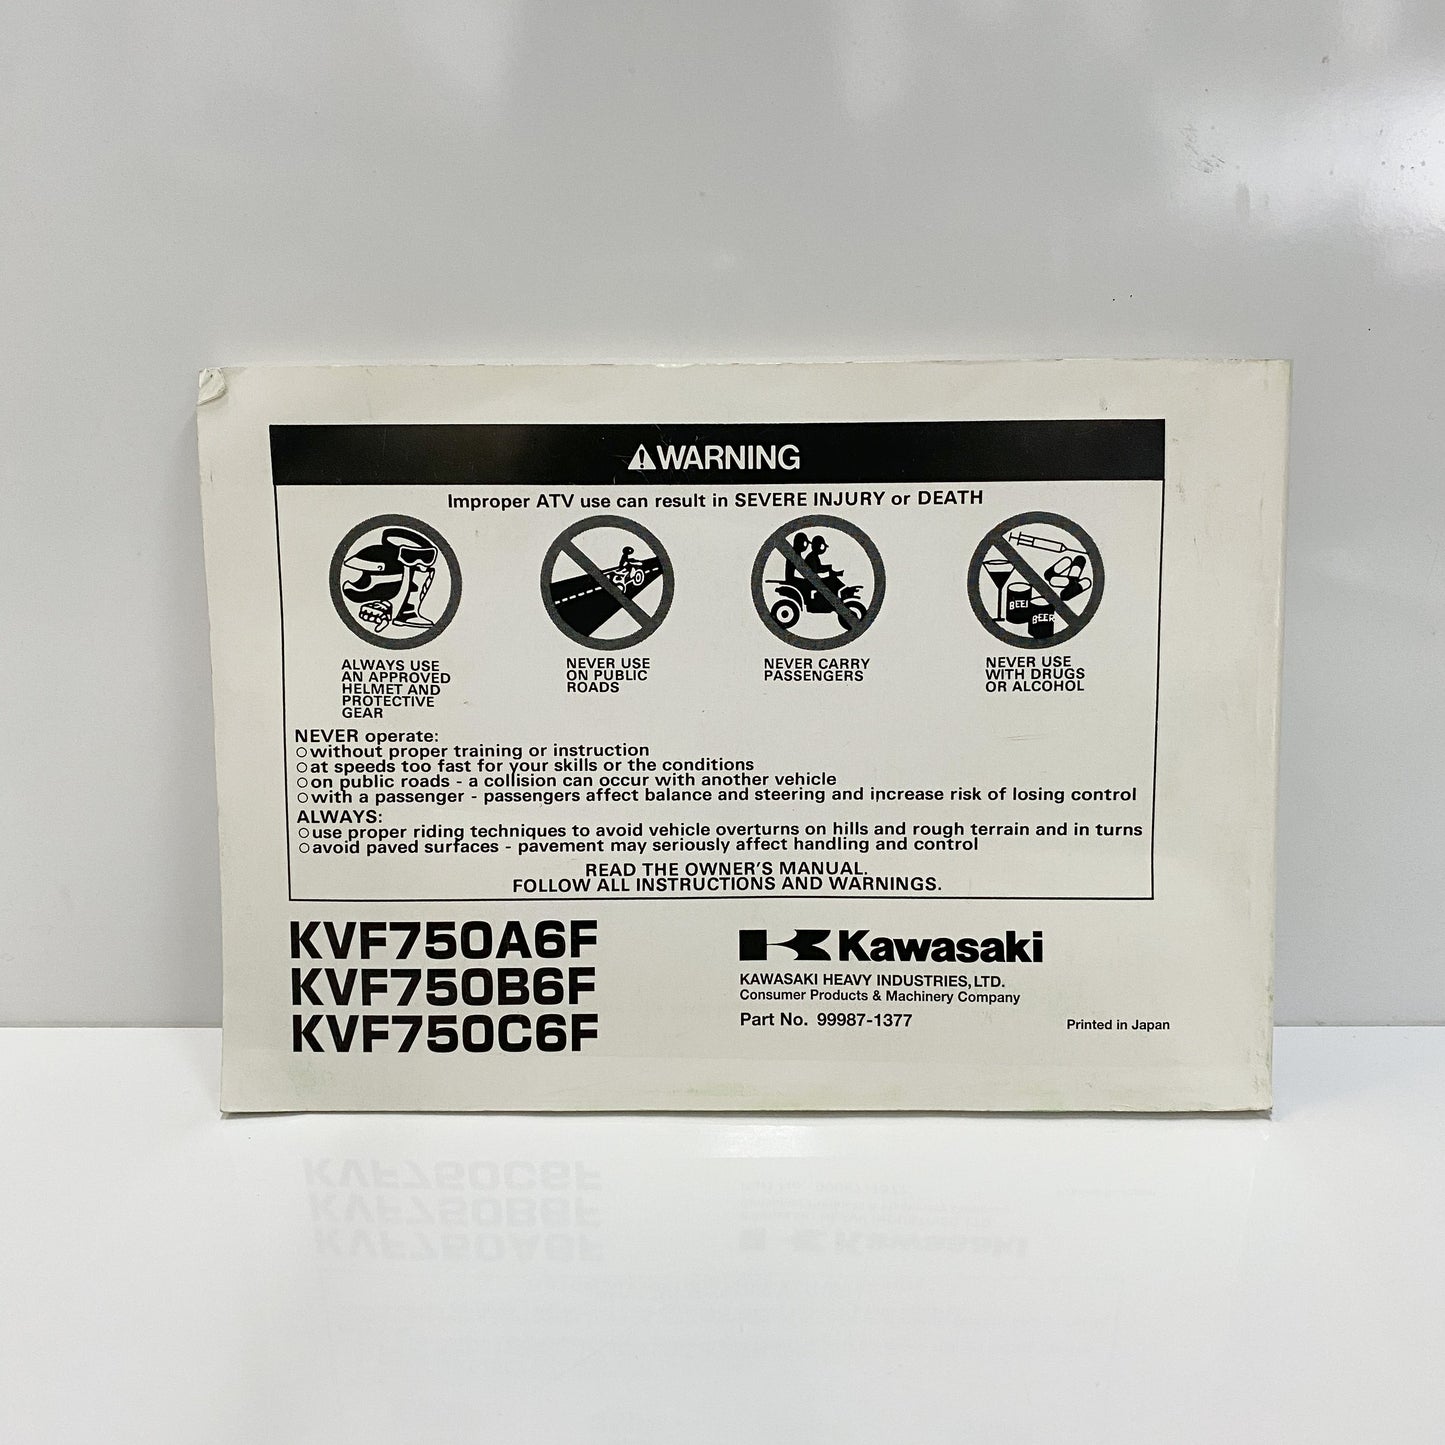 ⚠WARNING
Improper ATV use can result in SEVERE INJURY or DEATH
BEER
BEER
ALWAYS USE
AN APPROVED
HELMET AND
PROTECTIVE
GEAR
NEVER USE
ON PUBLIC
ROADS
NEVER CARRY
PASSENGERS
NEVER USE
WITH DRUGS
OR ALCOHOL
NEVER operate:
○without proper training or instruction
○at speeds too fast for your skills or the conditions
○on public roads - a collision can occur with another vehicle
○with a passenger - passengers affect balance and steering and increase risk of losing control
ALWAYS:
○use proper riding techniques to avoid vehicle overturns on hills and rough terrain and in turns
○avoid paved surfaces - pavement may seriously affect handling and control
READ THE OWNER'S MANUAL.
FOLLOW ALL INSTRUCTIONS AND WARNINGS.
KVF750A6F
KVF750B6F
KVF750C6F
Kawasaki
KAWASAKI HEAVY INDUSTRIES, LTD.
Consumer Products & Machinery Company
Part No. 99987-1377
Printed in Japan